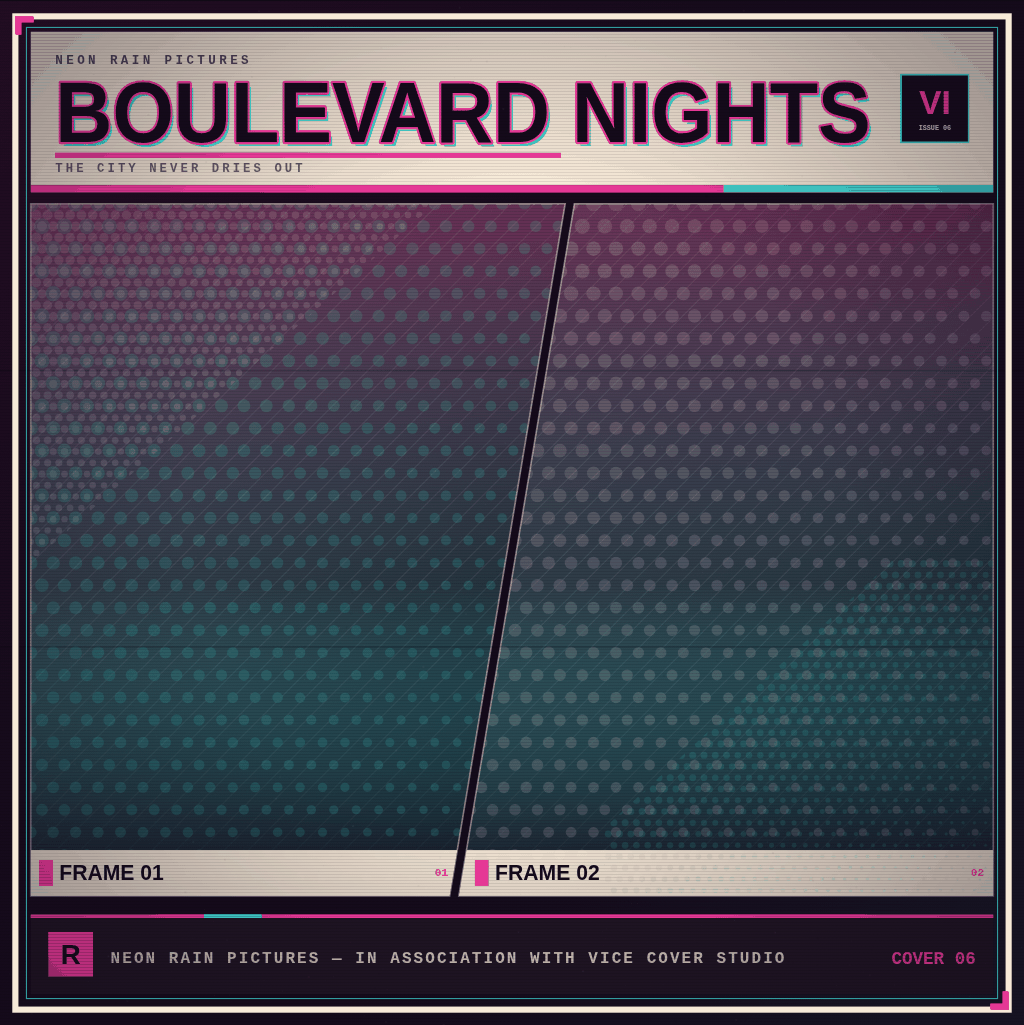 NEON RAIN PICTURES
BOULEVARD NIGHTS
VI
ISSUE 06
THE CITY NEVER DRIES OUT
FRAME 01
01
FRAME 02
02
R
NEON RAIN PICTURES — IN ASSOCIATION WITH VICE COVER STUDIO
COVER 06